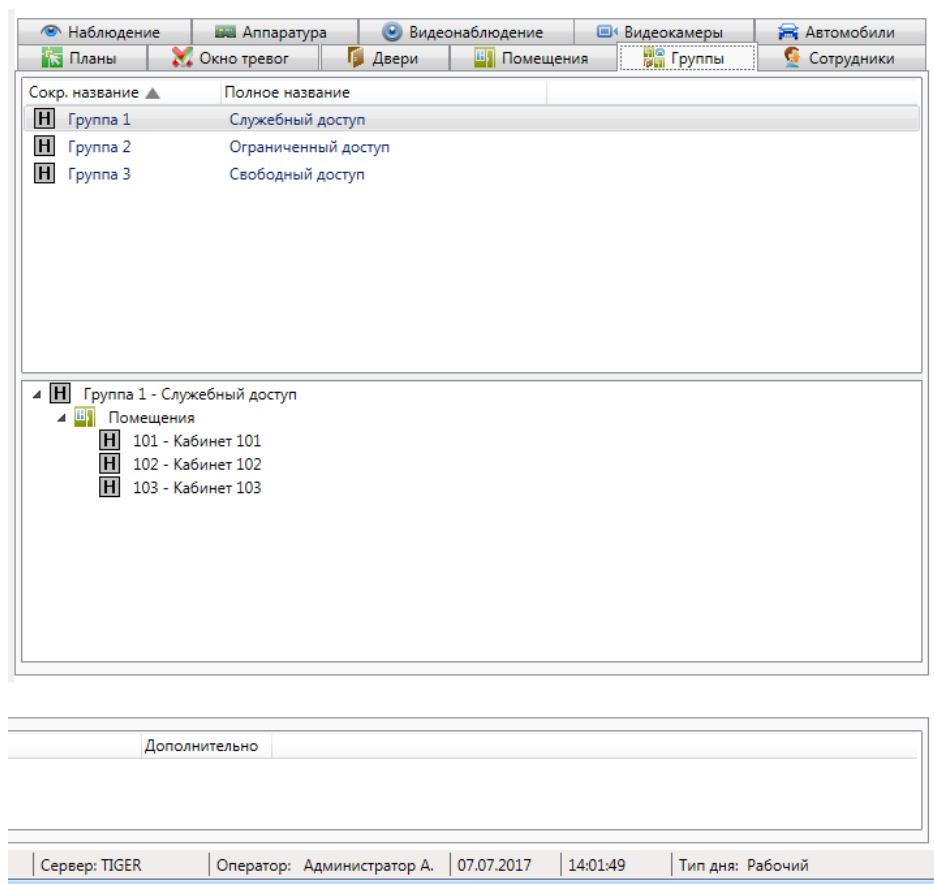 Наблюдение Аппаратура Видеонаблюдение Видеокамеры Автомобили
Планы Окно тревог Двери Помещения Группы Сотрудники
Сокр. название Полное название
H Группа 1 Служебный доступ
H Группа 2 Ограниченный доступ
H Группа 3 Свободный доступ
H Группа 1 - Служебный доступ
Помещения
H 101 - Кабинет 101
H 102 - Кабинет 102
H 103 - Кабинет 103
Дополнительно
Сервер: TIGER Оператор: Администратор А. 07.07.2017 14:01:49 Тип дня: Рабочий